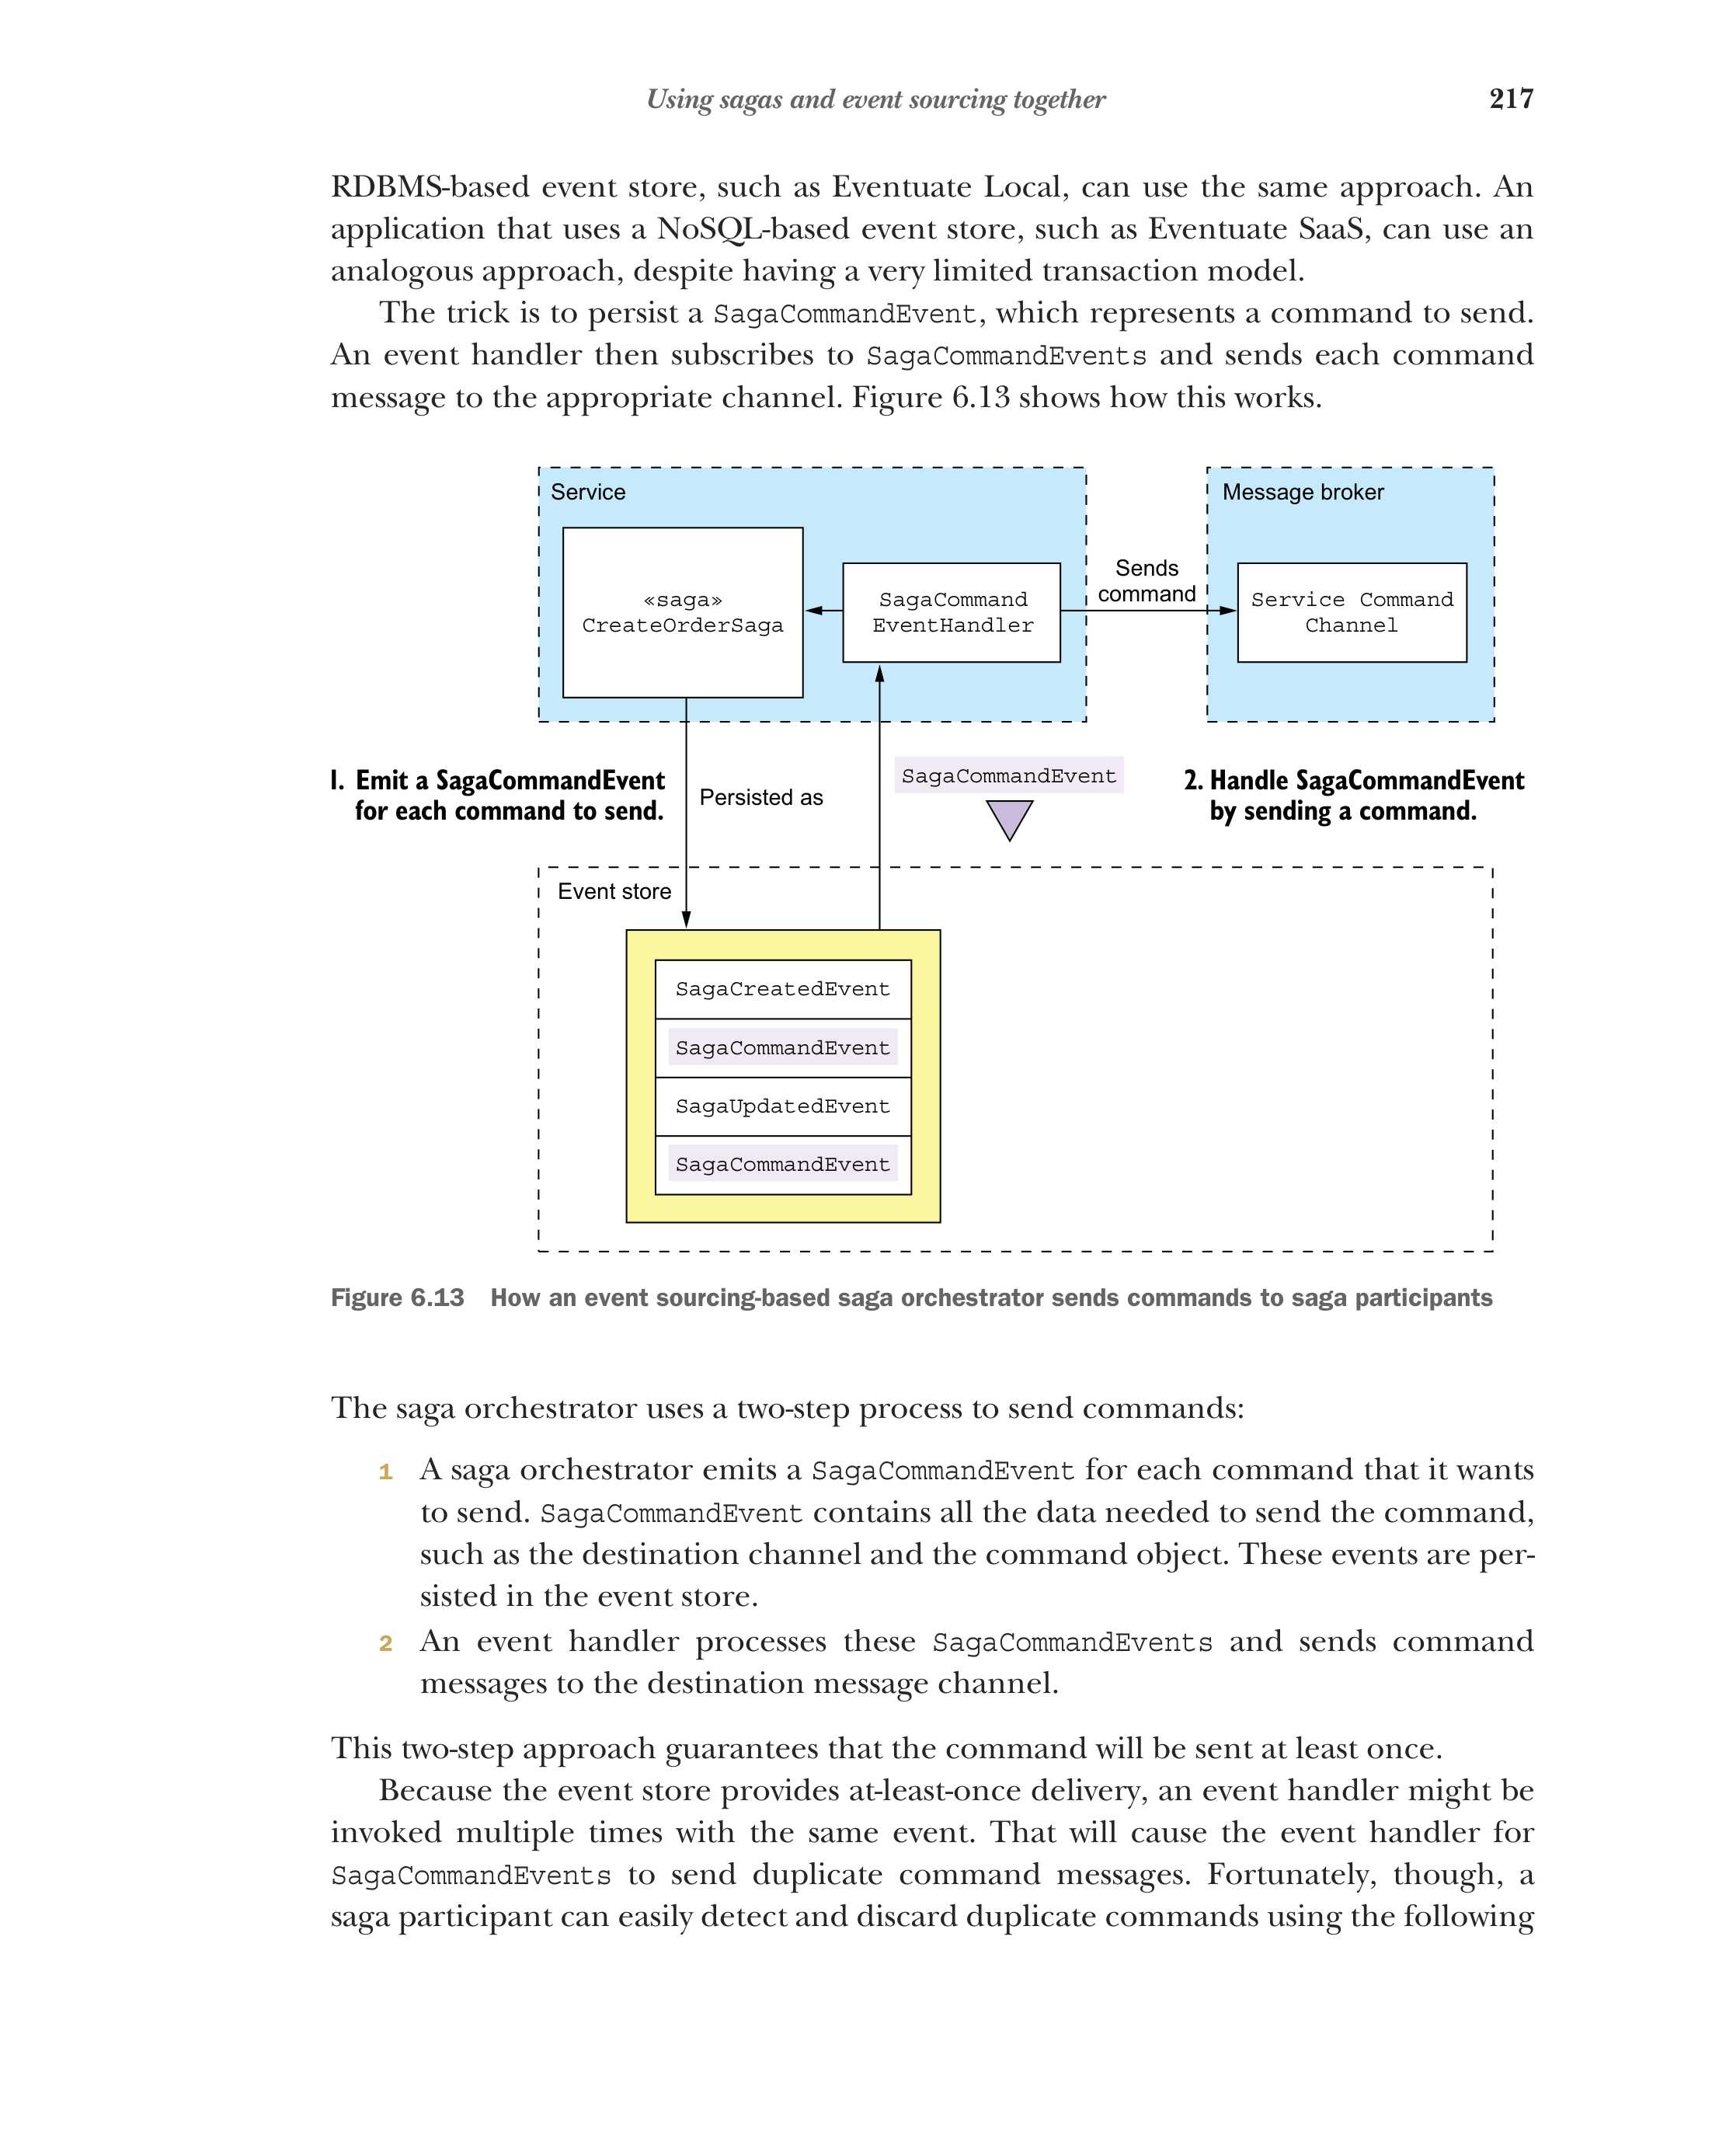 Using sagas and event sourcing together
217
RDBMS-based event store, such as Eventuate Local, can use the same approach. An
application that uses a NoSQL-based event store, such as Eventuate SaaS, can use an
analogous approach, despite having a very limited transaction model.
The trick is to persist a SagaCommandEvent, which represents a command to send.
An event handler then subscribes to SagaCommandEvents and sends each command
message to the appropriate channel. Figure 6.13 shows how this works.
Service
Message broker
«saga»
CreateOrderSaga
SagaCommand
EventHandler
Sends
command
Service Command
Channel
1. Emit a SagaCommandEvent
for each command to send.
Persisted as
SagaCommandEvent
2. Handle SagaCommandEvent
by sending a command.
Event store
SagaCreatedEvent
SagaCommandEvent
SagaUpdatedEvent
SagaCommandEvent
Figure 6.13 How an event sourcing-based saga orchestrator sends commands to saga participants
The saga orchestrator uses a two-step process to send commands:
1 A saga orchestrator emits a SagaCommandEvent for each command that it wants
to send. SagaCommandEvent contains all the data needed to send the command,
such as the destination channel and the command object. These events are per-
sisted in the event store.
2 An event handler processes these SagaCommandEvents and sends command
messages to the destination message channel.
This two-step approach guarantees that the command will be sent at least once.
Because the event store provides at-least-once delivery, an event handler might be
invoked multiple times with the same event. That will cause the event handler for
SagaCommandEvents to send duplicate command messages. Fortunately, though, a
saga participant can easily detect and discard duplicate commands using the following